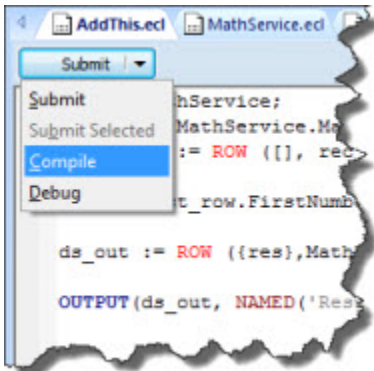 AddThis.ecl MathService.ecl
Submit
Submit hService;
Submit Selected MathService.Ma
Compile := ROW ([], rec
Debug t_row.FirstNumb
ds_out := ROW ({res},Math
OUTPUT(ds_out, NAMED('Res